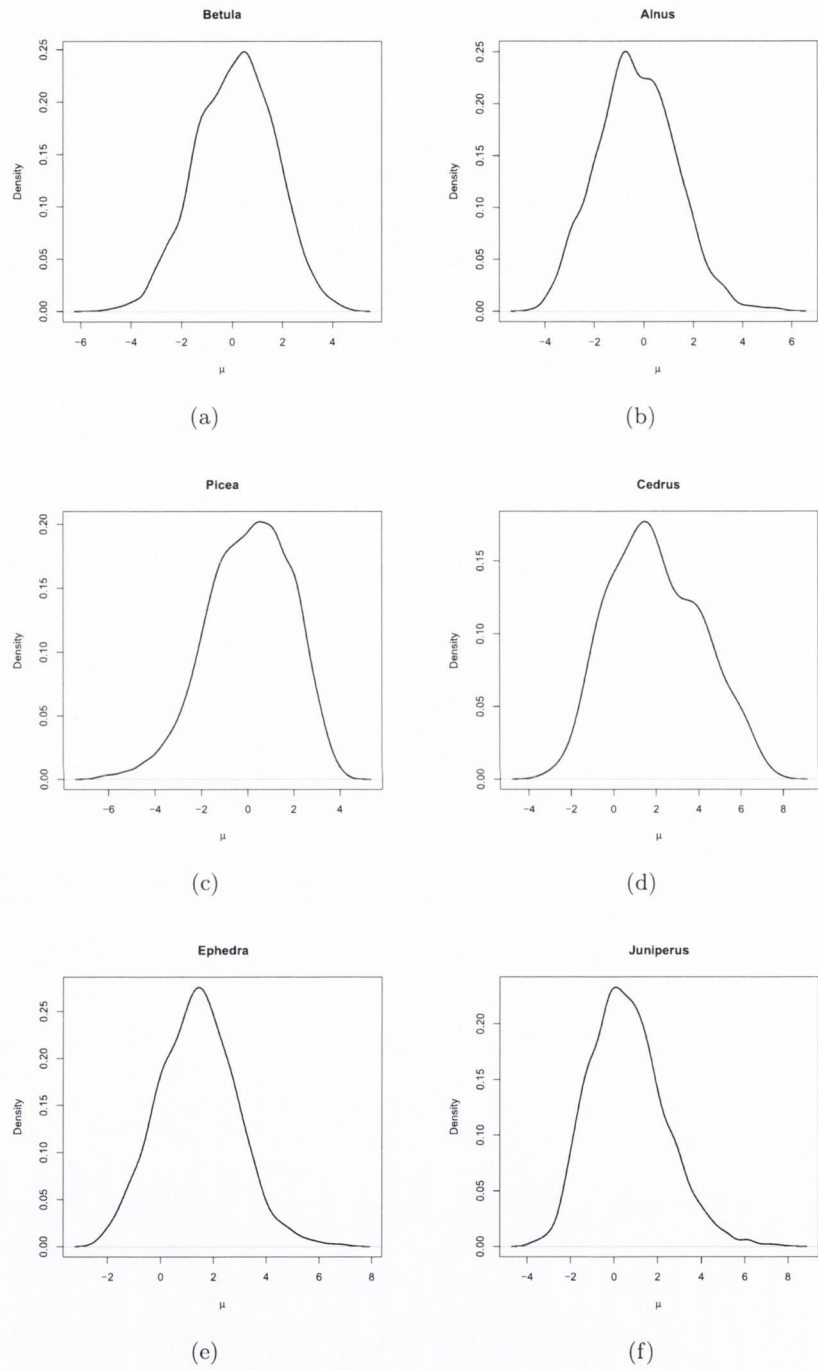 Betula
Density
0.00 0.05 0.10 0.15 0.20 0.25
−6 −4 −2 0 2 4
μ
(a)
Alnus
Density
0.00 0.05 0.10 0.15 0.20 0.25
−4 −2 0 2 4 6
μ
(b)
Picea
Density
0.00 0.05 0.10 0.15 0.20
−6 −4 −2 0 2 4
μ
(c)
Cedrus
Density
0.00 0.05 0.10 0.15
−4 −2 0 2 4 6 8
μ
(d)
Ephedra
Density
0.00 0.05 0.10 0.15 0.20 0.25
−2 0 2 4 6 8
μ
(e)
Juniperus
Density
0.00 0.05 0.10 0.15 0.20
−4 −2 0 2 4 6 8
μ
(f)